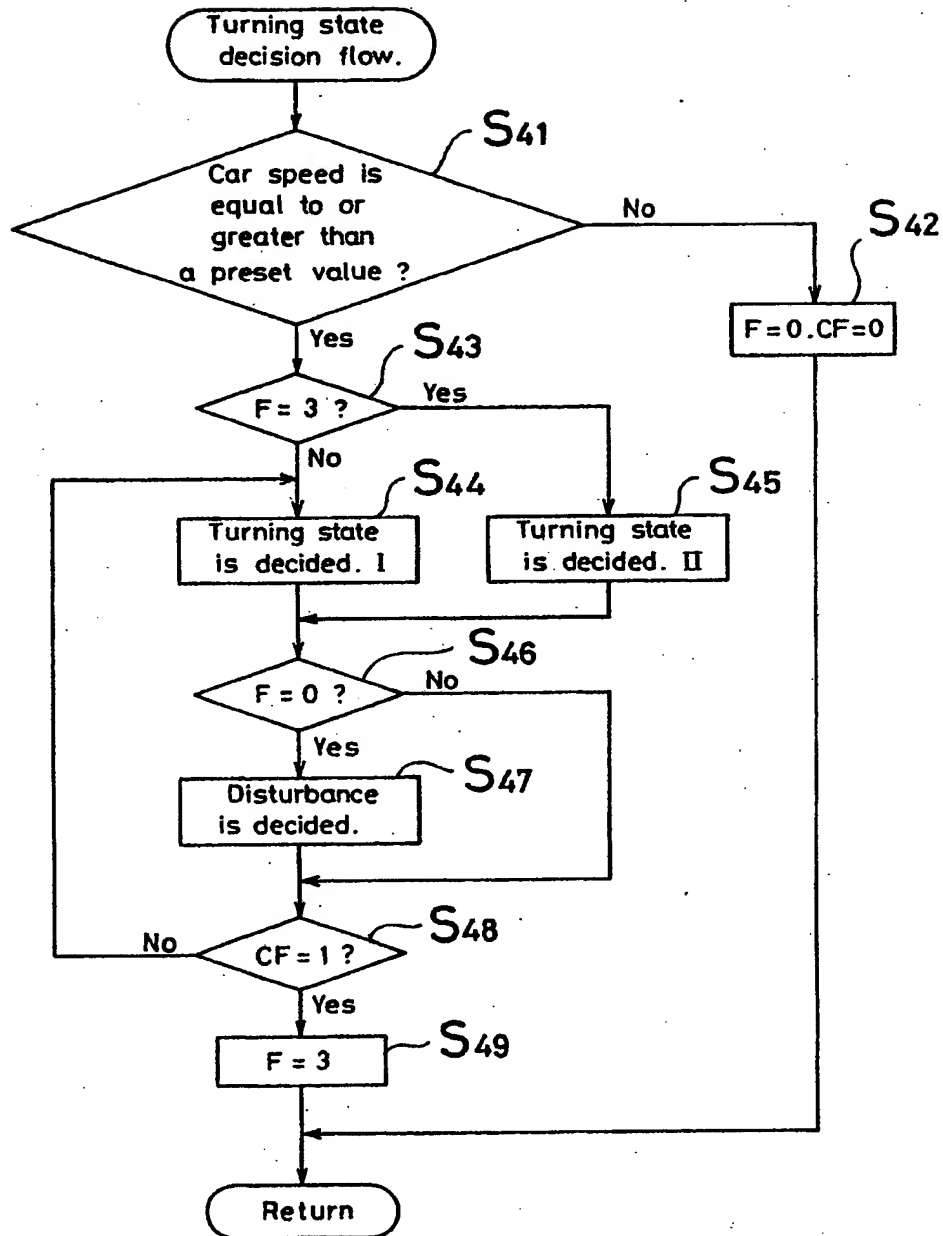 Turning state
decision flow.
S41
Car speed is
equal to or
greater than
a preset value ?
No
S42
F=0.CF=0
Yes
S43
F = 3 ?
Yes
No
S44
S45
Turning state
is decided. I
Turning state
is decided. II
S46
F = 0 ?
No
Yes
S47
Disturbance
is decided.
S48
No
CF = 1 ?
Yes
S49
F = 3
Return